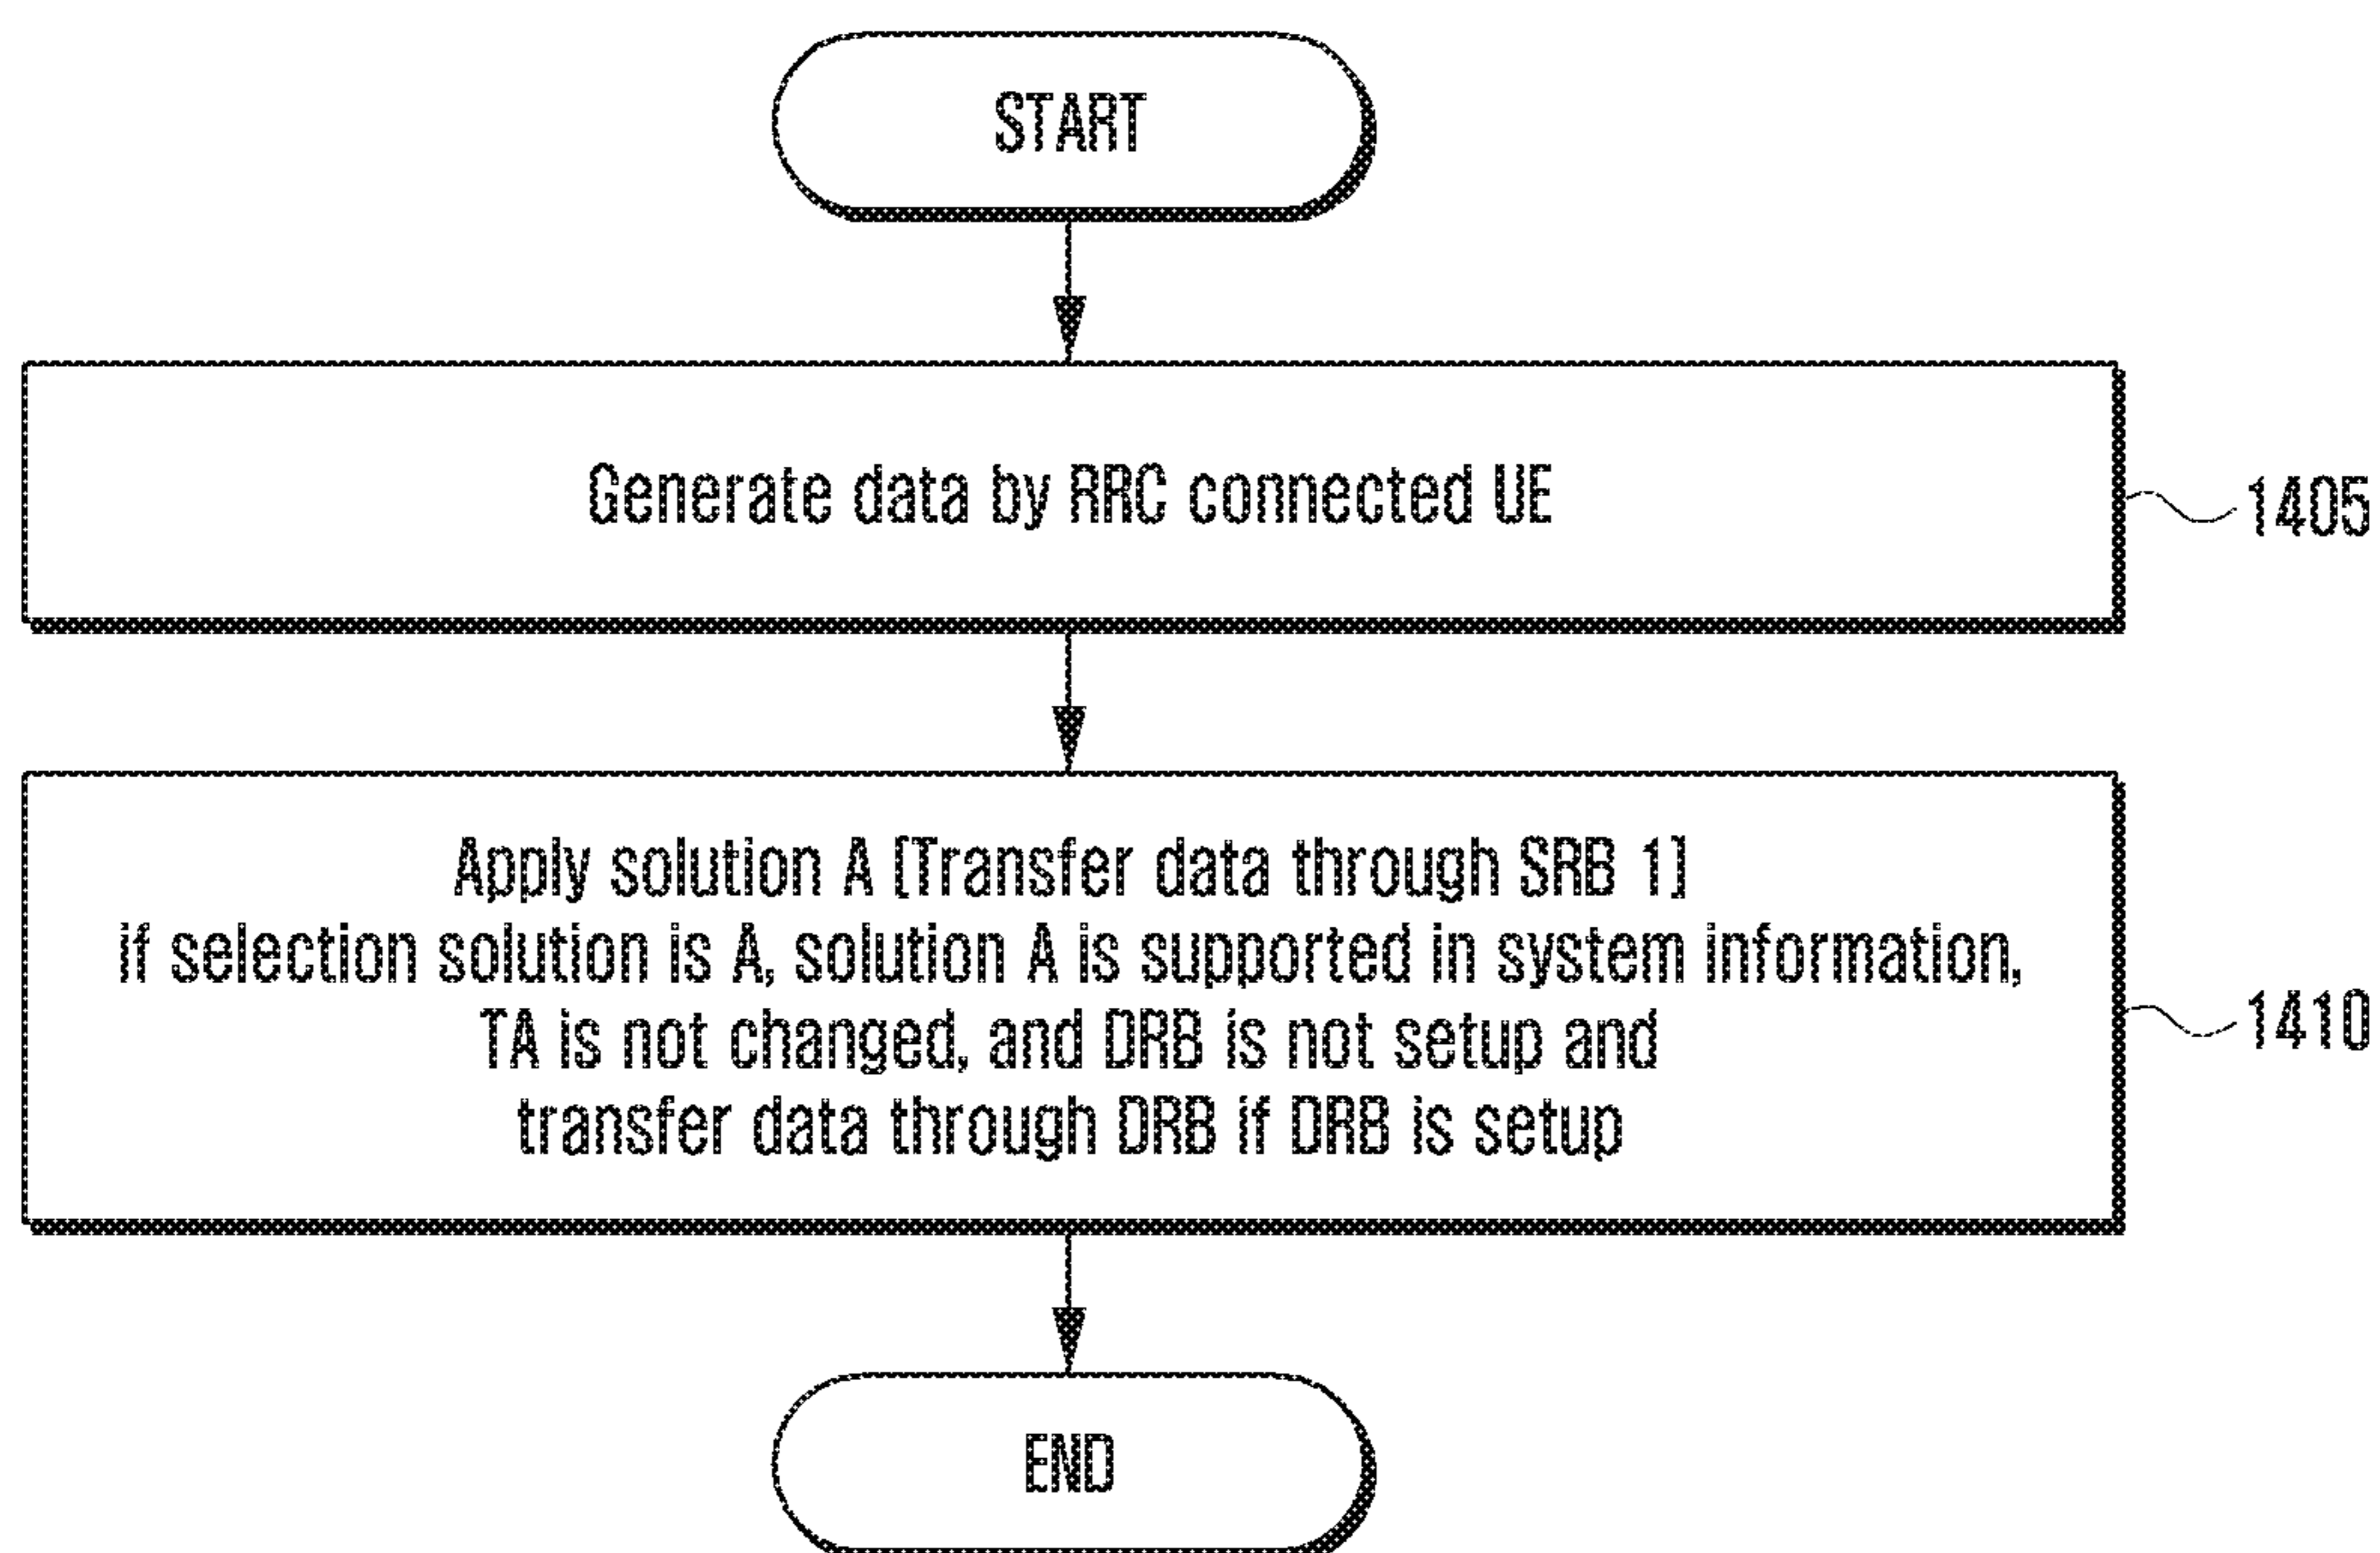 START
Generate data by RRC connected UE
1405
Apply solution A [Transfer data through SRB 1]
if selection solution is A, solution A is supported in system information,
TA is not changed, and DRB is not setup and
transfer data through DRB if DRB is setup
1410
END